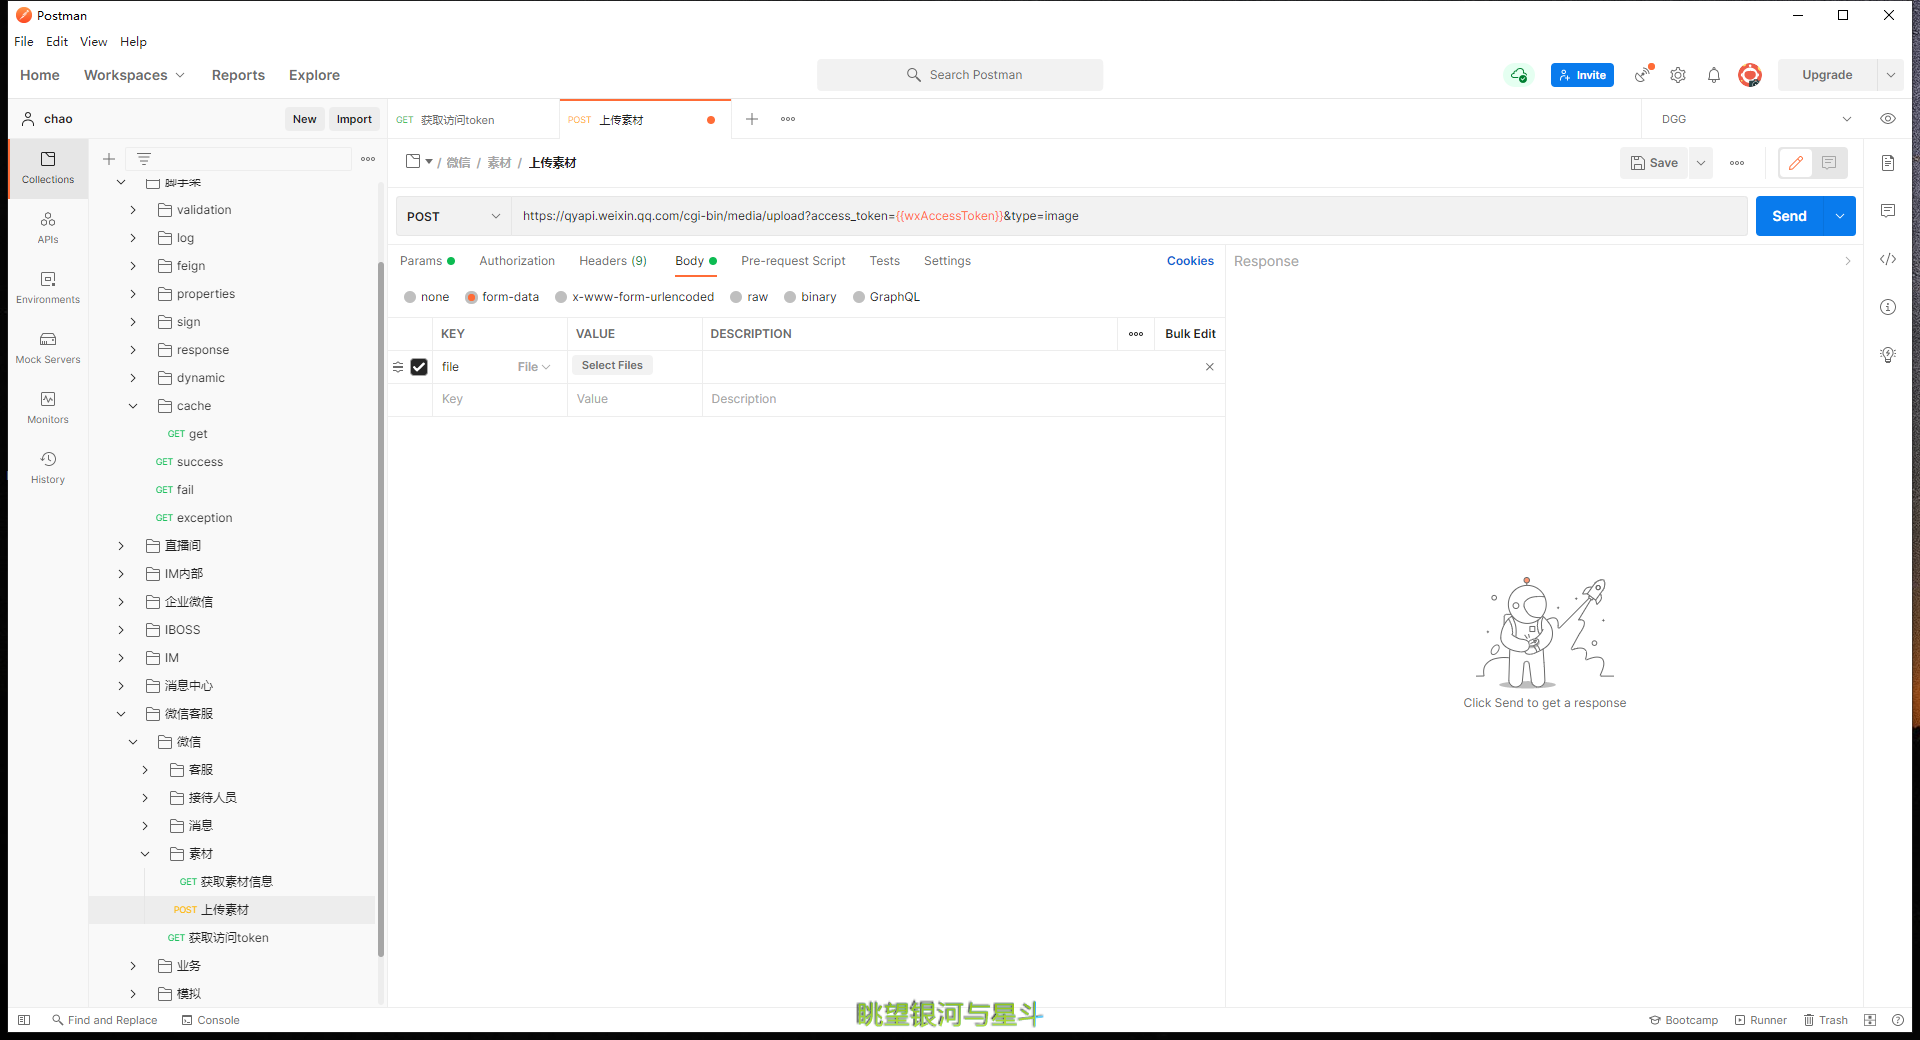 Postman
File Edit View Help
Home Workspaces Reports Explore
Search Postman
Invite
Upgrade
chao
New Import
GET 获取访问token
POST 上传素材
DGG
/ 微信 / 素材 / 上传素材
Save
POST
https://qyapi.weixin.qq.com/cgi-bin/media/upload?access_token={{wxAccessToken}}&type=image
Send
Params Authorization Headers (9) Body Pre-request Script Tests Settings Cookies
none form-data x-www-form-urlencoded raw binary GraphQL
KEY VALUE DESCRIPTION Bulk Edit
file File Select Files
Key Value Description
Response
Click Send to get a response
Collections
APIs
Environments
Mock Servers
Monitors
History
脚手架
validation
log
feign
properties
sign
response
dynamic
cache
GET get
GET success
GET fail
GET exception
直播间
IM内部
企业微信
IBOSS
IM
消息中心
微信客服
微信
客服
接待人员
消息
素材
GET 获取素材信息
POST 上传素材
GET 获取访问token
业务
模拟
Find and Replace Console
眺望银河与星斗
Bootcamp Runner Trash